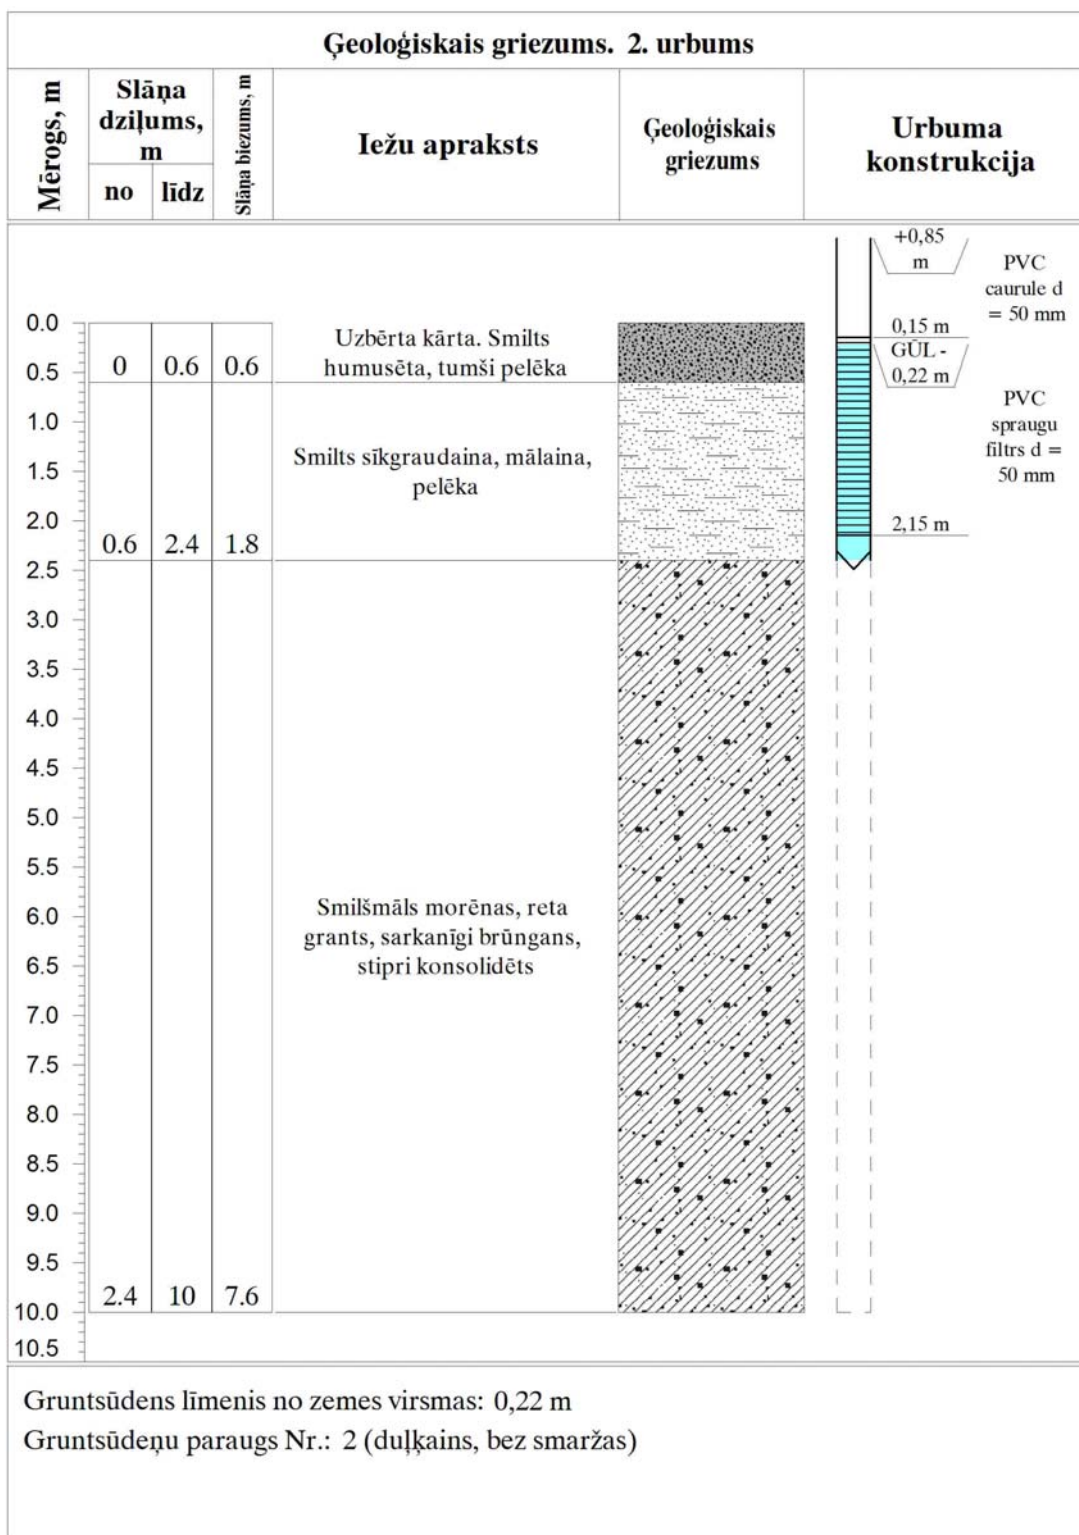 Ģeoloģiskais griezums. 2. urbums
Mērogs, m
Slāņa
dziļums,
m
no
līdz
Slāņa biezums, m
Iežu apraksts
Ģeoloģiskais
griezums
Urbuma
konstrukcija
+0,85
m
PVC
caurule d
= 50 mm
0,15 m
GŪL -
0,22 m
PVC
spraugu
filtrs d =
50 mm
2,15 m
0.0
0.5
1.0
1.5
2.0
2.5
3.0
3.5
4.0
4.5
5.0
5.5
6.0
6.5
7.0
7.5
8.0
8.5
9.0
9.5
10.0
10.5
0 0.6 0.6
Uzbērta kārta. Smilts
humusēta, tumši pelēka
0.6 2.4 1.8
Smilts sīkgraudaina, mālaina,
pelēka
2.4 10 7.6
Smilšmāls morēnas, reta
grants, sarkanīgi brūngans,
stipri konsolidēts
Gruntsūdens līmenis no zemes virsmas: 0,22 m
Gruntsūdeņu paraugs Nr.: 2 (duļķains, bez smaržas)